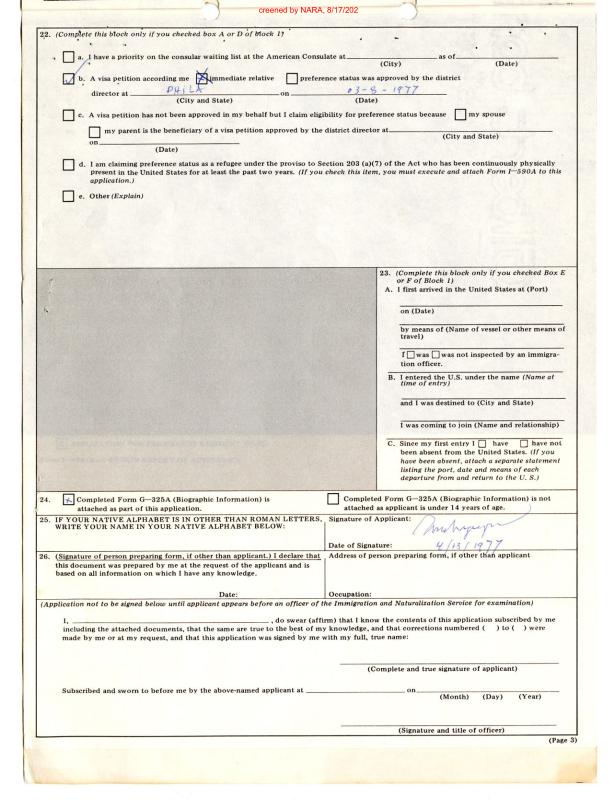 creened by NARA, 8/17/202
22. (Complete this block only if you checked box A or D of block 1)
a. I have a priority on the consular waiting list at the American Consulate at as of
(City) (Date)
b. A visa petition according me immediate relative preference status was approved by the district
director at PHILA on 03-8-1977
(City and State) (Date)
c. A visa petition has not been approved in my behalf but I claim eligibility for preference status because my spouse
my parent is the beneficiary of a visa petition approved by the district director at
(City and State)
on
(Date)
d. I am claiming preference status as a refugee under the proviso to Section 203 (a)(7) of the Act who has been continuously physically
present in the United States for at least the past two years. (If you check this item, you must execute and attach Form I—590A to this
application.)
e. Other (Explain)
23. (Complete this block only if you checked Box E
or F of Block 1)
A. I first arrived in the United States at (Port)
on (Date)
by means of (Name of vessel or other means of
travel)
I was was not inspected by an immigra-
tion officer.
B. I entered the U.S. under the name (Name at
time of entry)
and I was destined to (City and State)
I was coming to join (Name and relationship)
C. Since my first entry I have have not
been absent from the United States. (If you
have been absent, attach a separate statement
listing the port, date and means of each
departure from and return to the U. S.)
24. Completed Form G—325A (Biographic Information) is
attached as part of this application.
Completed Form G—325A (Biographic Information) is not
attached as applicant is under 14 years of age.
25. IF YOUR NATIVE ALPHABET IS IN OTHER THAN ROMAN LETTERS,
WRITE YOUR NAME IN YOUR NATIVE ALPHABET BELOW:
Signature of Applicant:
Date of Signature: 4/13/1977
26. (Signature of person preparing form, if other than applicant.) I declare that
this document was prepared by me at the request of the applicant and is
based on all information on which I have any knowledge.
Date:
Address of person preparing form, if other than applicant
Occupation:
(Application not to be signed below until applicant appears before an officer of the Immigration and Naturalization Service for examination)
I, , do swear (affirm) that I know the contents of this application subscribed by me
including the attached documents, that the same are true to the best of my knowledge, and that corrections numbered ( ) to ( ) were
made by me or at my request, and that this application was signed by me with my full, true name:
(Complete and true signature of applicant)
Subscribed and sworn to before me by the above-named applicant at on
(Month) (Day) (Year)
(Signature and title of officer)
(Page 3)